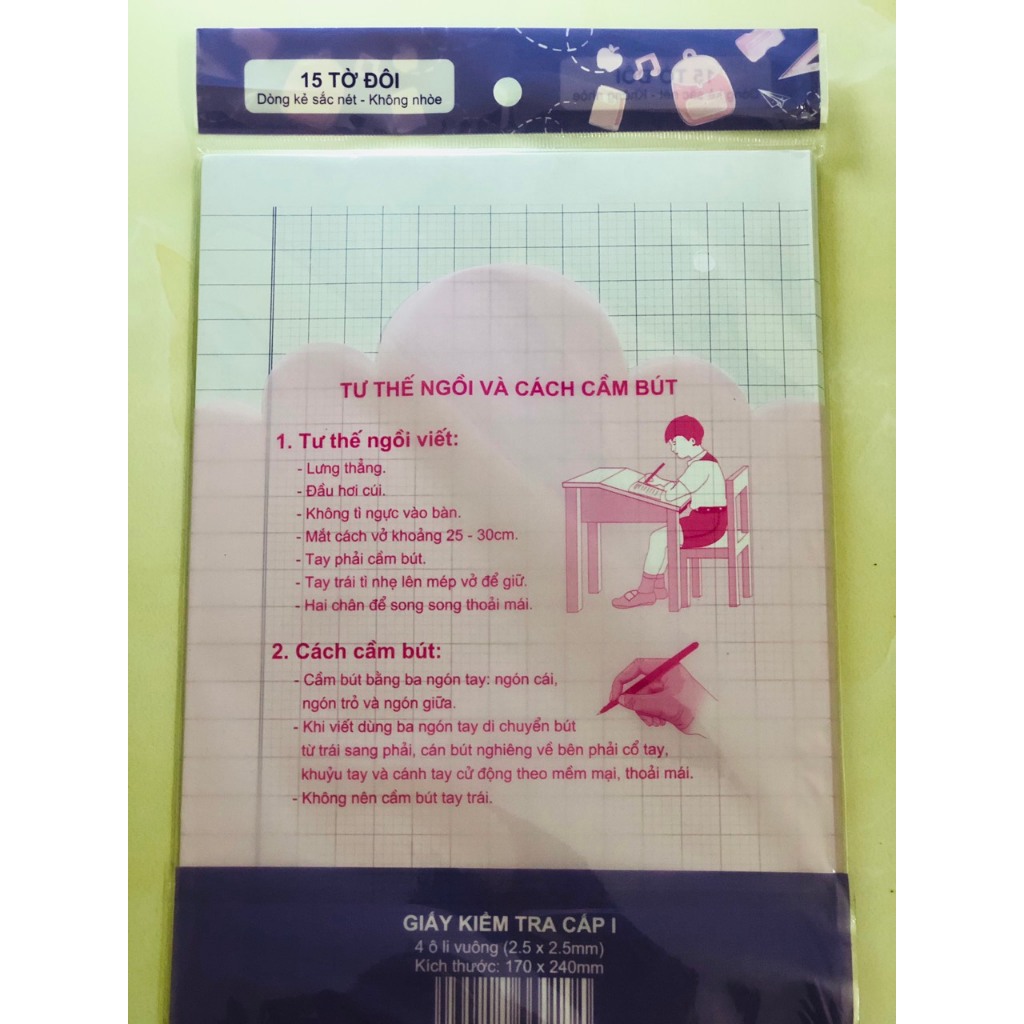 15 TỜ ĐÔI
Dòng kẻ sắc nét - Không nhòe
TƯ THẾ NGỒI VÀ CÁCH CẦM BÚT
1. Tư thế ngồi viết:
- Lưng thẳng.
- Đầu hơi cúi.
- Không tì ngực vào bàn.
- Mắt cách vở khoảng 25 - 30cm.
- Tay phải cầm bút.
- Tay trái tì nhẹ lên mép vở để giữ.
- Hai chân để song song thoải mái.
2. Cách cầm bút:
- Cầm bút bằng ba ngón tay: ngón cái,
ngón trỏ và ngón giữa.
- Khi viết dùng ba ngón tay di chuyển bút
từ trái sang phải, cán bút nghiêng về bên phải cổ tay,
khuỷu tay và cánh tay cử động theo mềm mại, thoải mái.
- Không nên cầm bút tay trái.
GIẤY KIỂM TRA CẤP I
4 ô li vuông (2.5 x 2.5mm)
Kích thước: 170 x 240mm